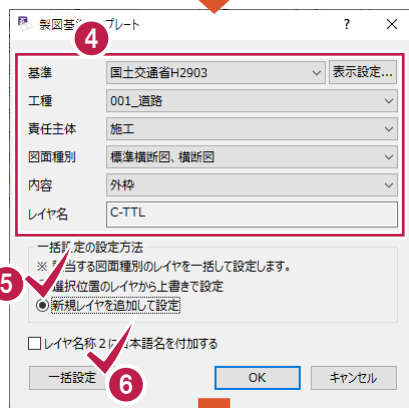 製図基準 プレート ? ×
4
基準 国土交通省H2903 表示設定...
工種 001_道路
責任主体 施工
図面種別 標準横断図、横断図
内容 外枠
レイヤ名 C-TTL
一括設定の設定方法
※ 当する図面種別のレイヤを一括して設定します。
5
選択位置のレイヤから上書きで設定
新規レイヤを追加して設定
レイヤ名称2に 本語名を付加する
一括設定 6 OK キャンセル